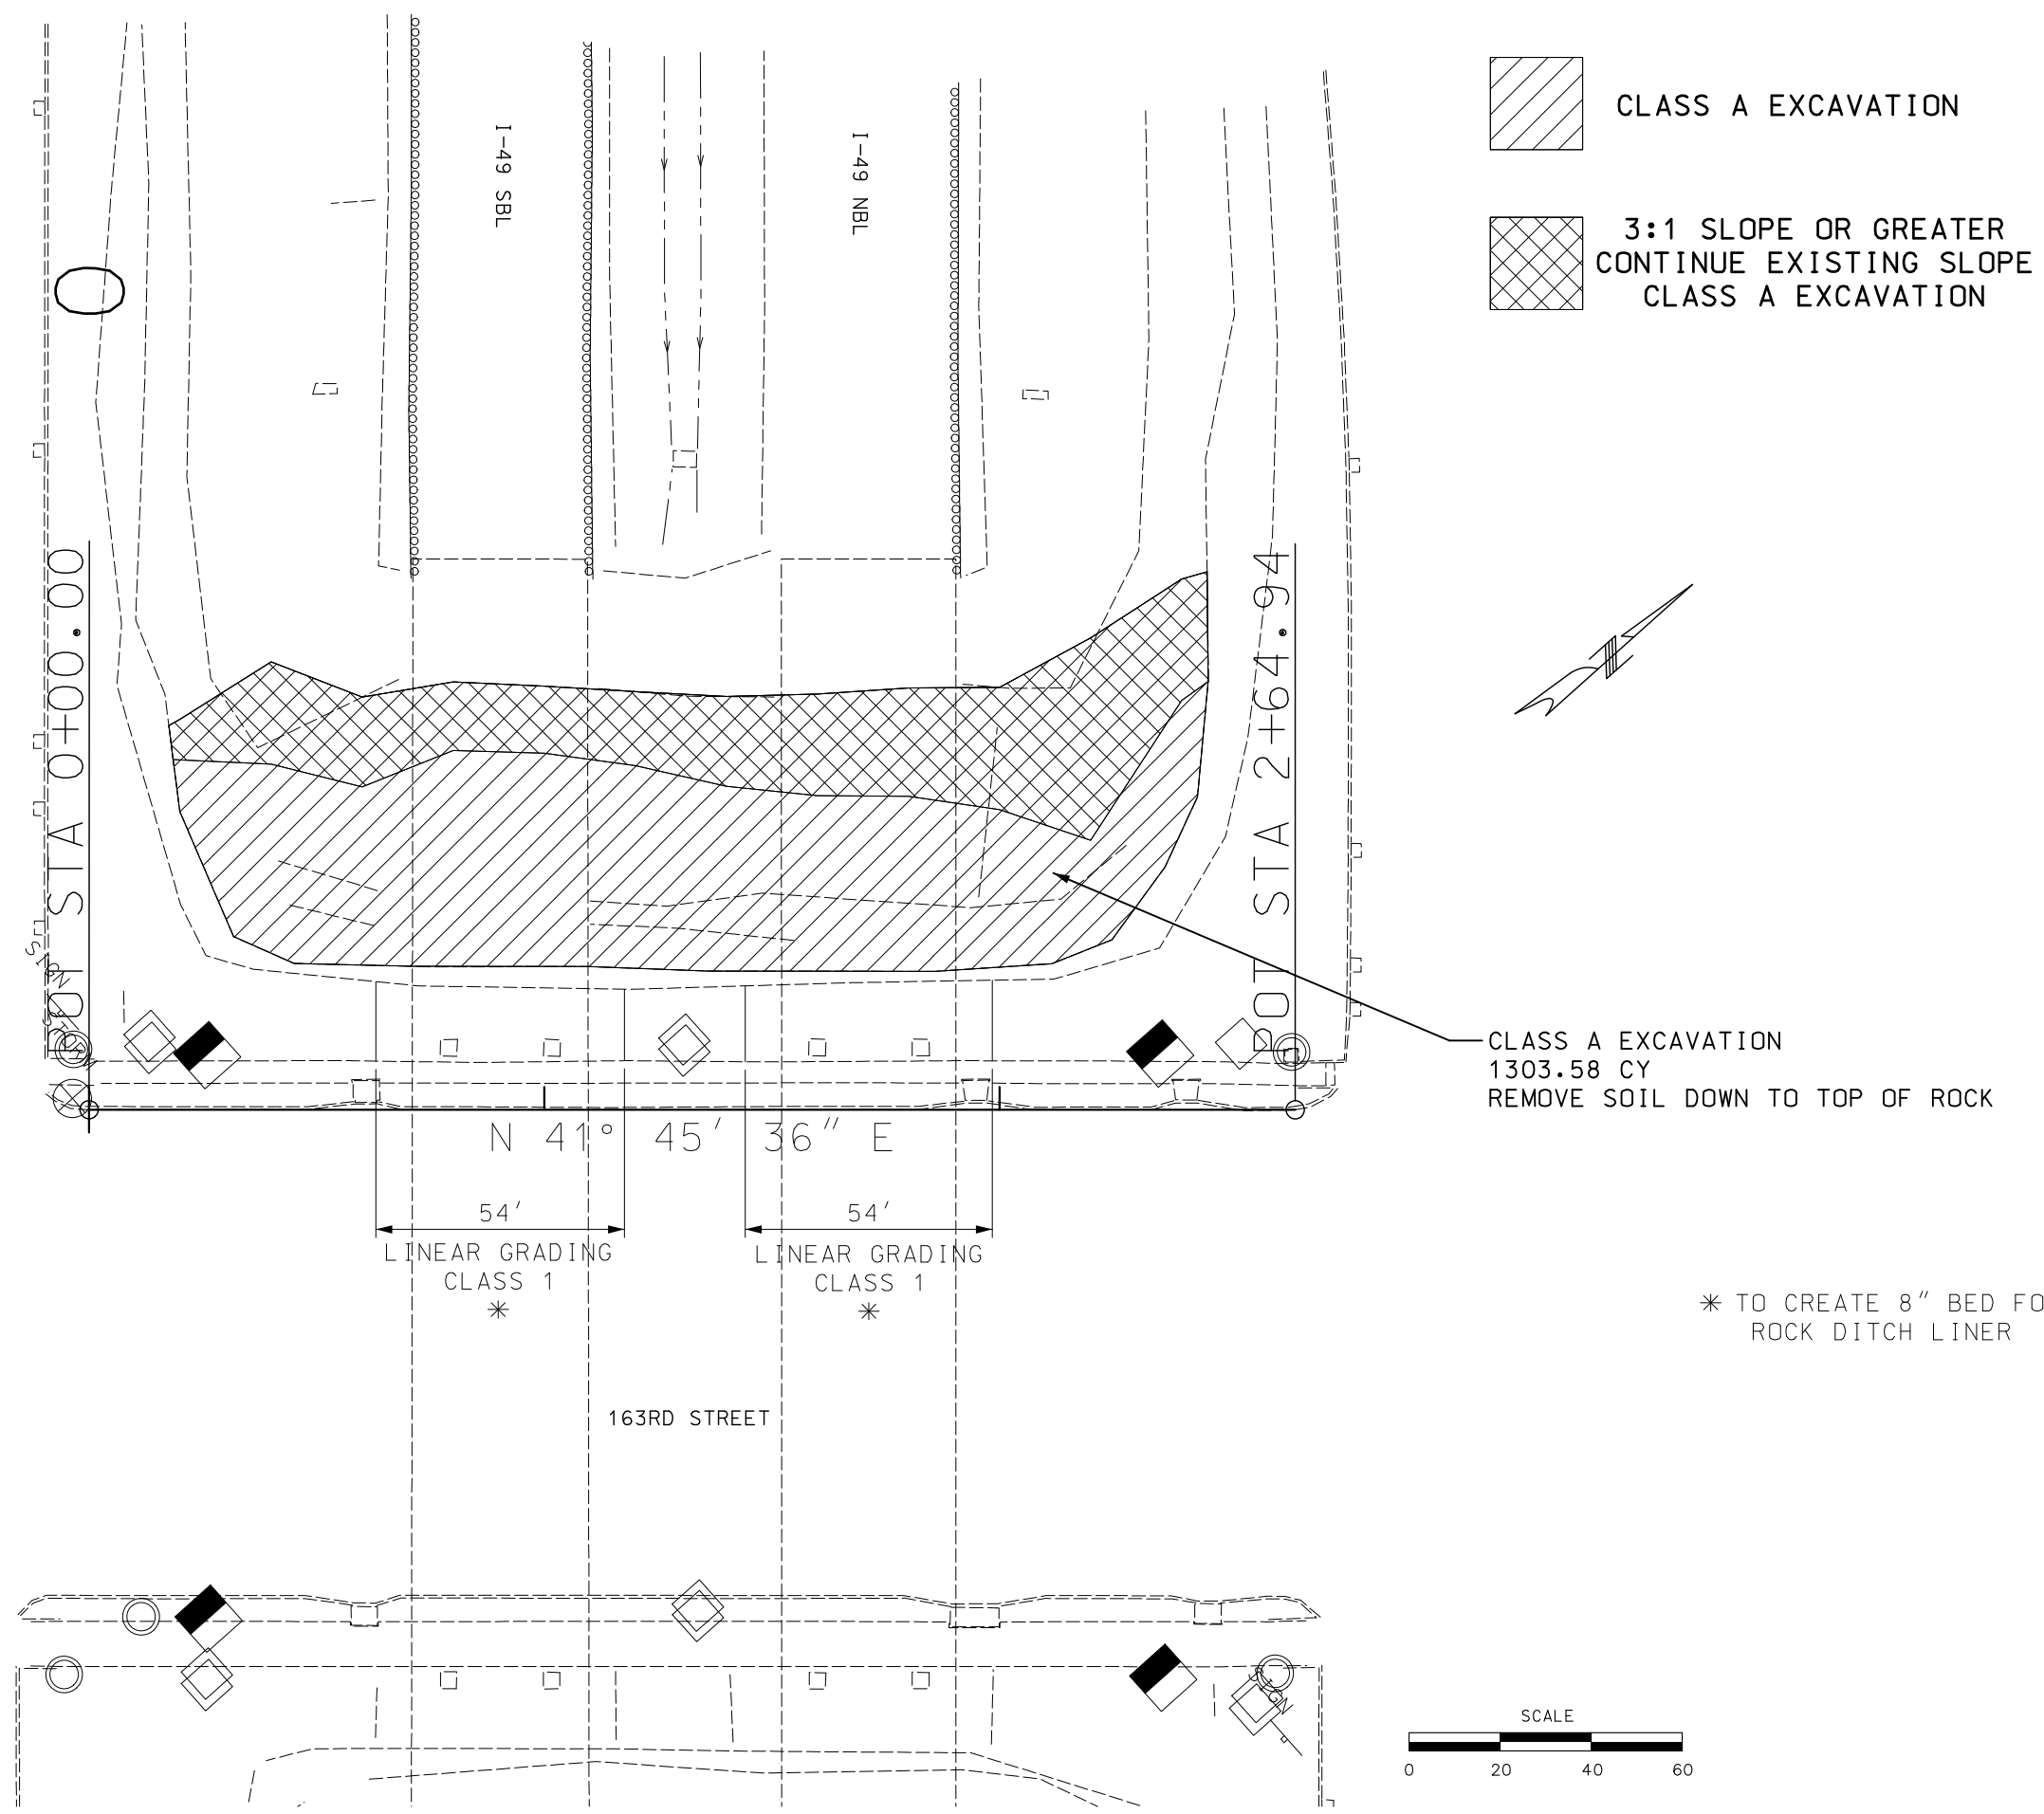 I-49 SBL
I-49 NBL
CLASS A EXCAVATION
3:1 SLOPE OR GREATER
CONTINUE EXISTING SLOPE
CLASS A EXCAVATION
POT STA 0+00.00
POT STA 2+64.94
CLASS A EXCAVATION
1303.58 CY
REMOVE SOIL DOWN TO TOP OF ROCK
N 41° 45′ 36″ E
54′
LINEAR GRADING
CLASS 1
*
54′
LINEAR GRADING
CLASS 1
*
* TO CREATE 8″ BED FO
ROCK DITCH LINER
163RD STREET
SIGN
SCALE
0 20 40 60